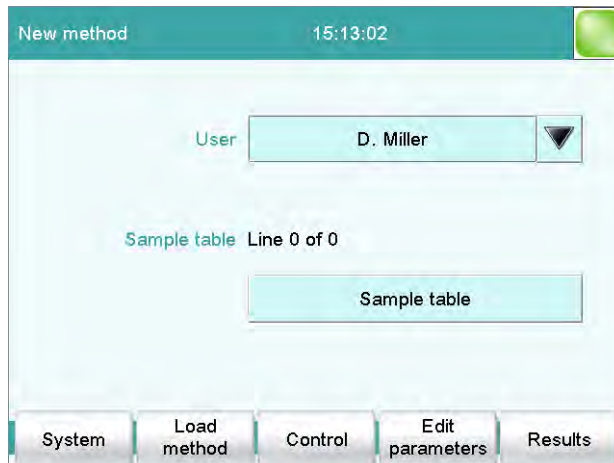 New method 15:13:02
User D. Miller
Sample table Line 0 of 0
Sample table
System Load method Control Edit parameters Results